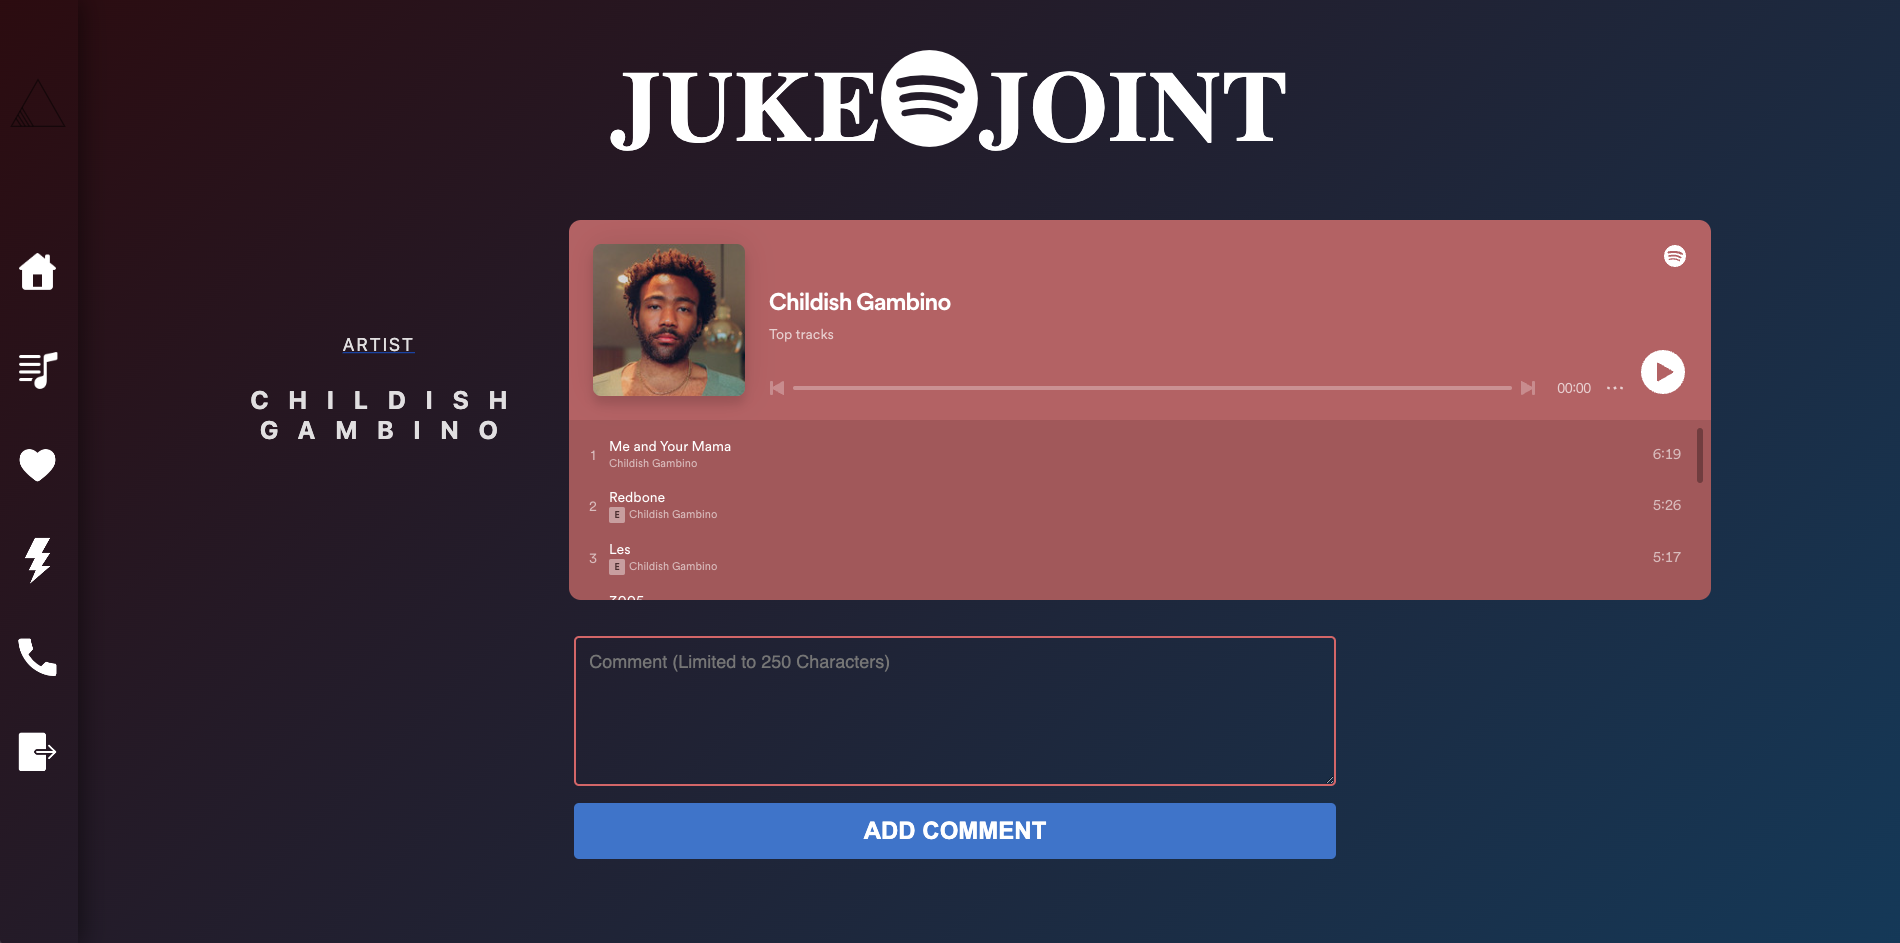 JUKE JOINT
ARTIST
CHILDISH
GAMBINO
Childish Gambino
Top tracks
00:00
1 Me and Your Mama 6:19
Childish Gambino
2 Redbone 5:26
E Childish Gambino
3 Les 5:17
E Childish Gambino
Comment (Limited to 250 Characters)
ADD COMMENT